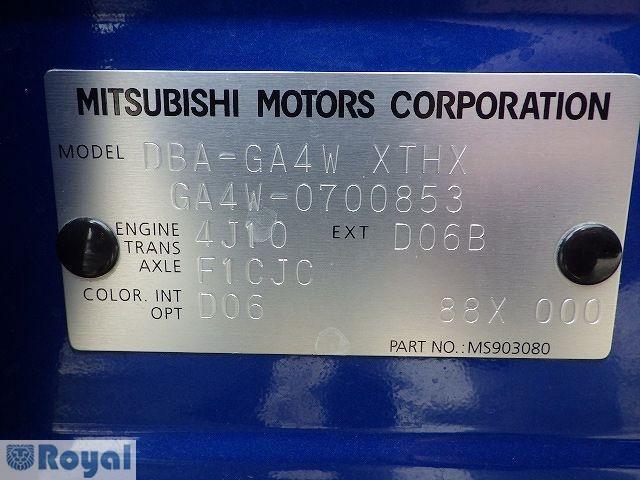 MITSUBISHI MOTORS CORPORATION
MODEL DBA-GA4W XTHX
GA4W-0700853
ENGINE 4J10 EXT D06B
TRANS
AXLE F1CJC
COLOR. INT D06 88X 000
OPT
PART NO.: MS903080
Royal